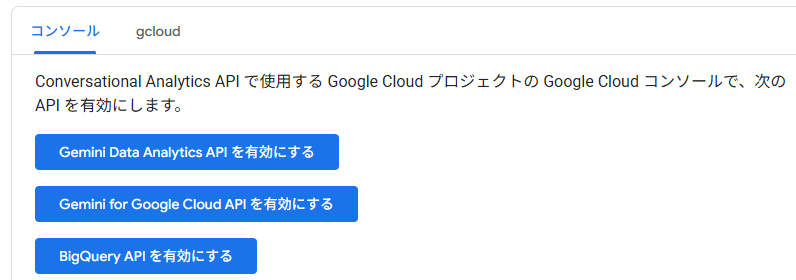 コンソール gcloud
Conversational Analytics API で使用する Google Cloud プロジェクトの Google Cloud コンソールで、次の
API を有効にします。
Gemini Data Analytics API を有効にする
Gemini for Google Cloud API を有効にする
BigQuery API を有効にする